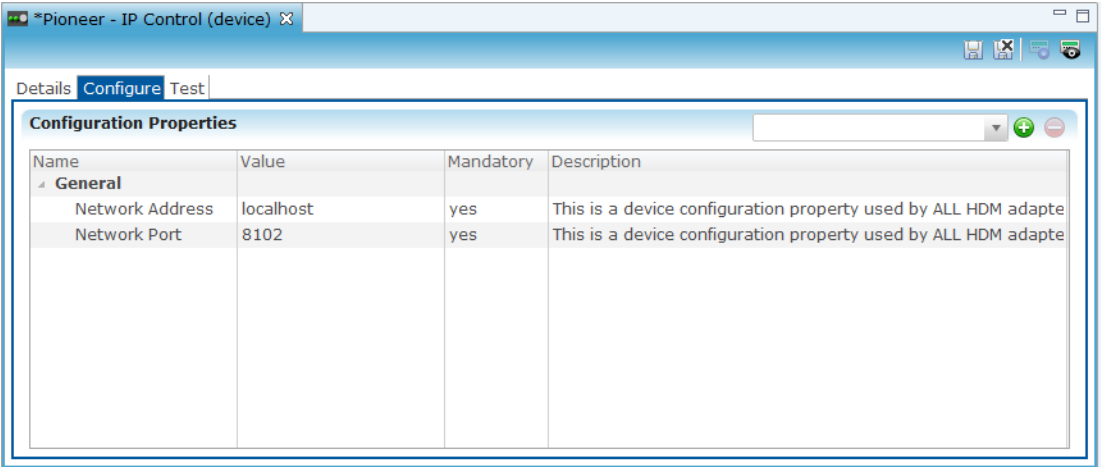 *Pioneer - IP Control (device)
Details Configure Test
Configuration Properties
Name Value Mandatory Description
General
Network Address localhost yes This is a device configuration property used by ALL HDM adapte
Network Port 8102 yes This is a device configuration property used by ALL HDM adapte